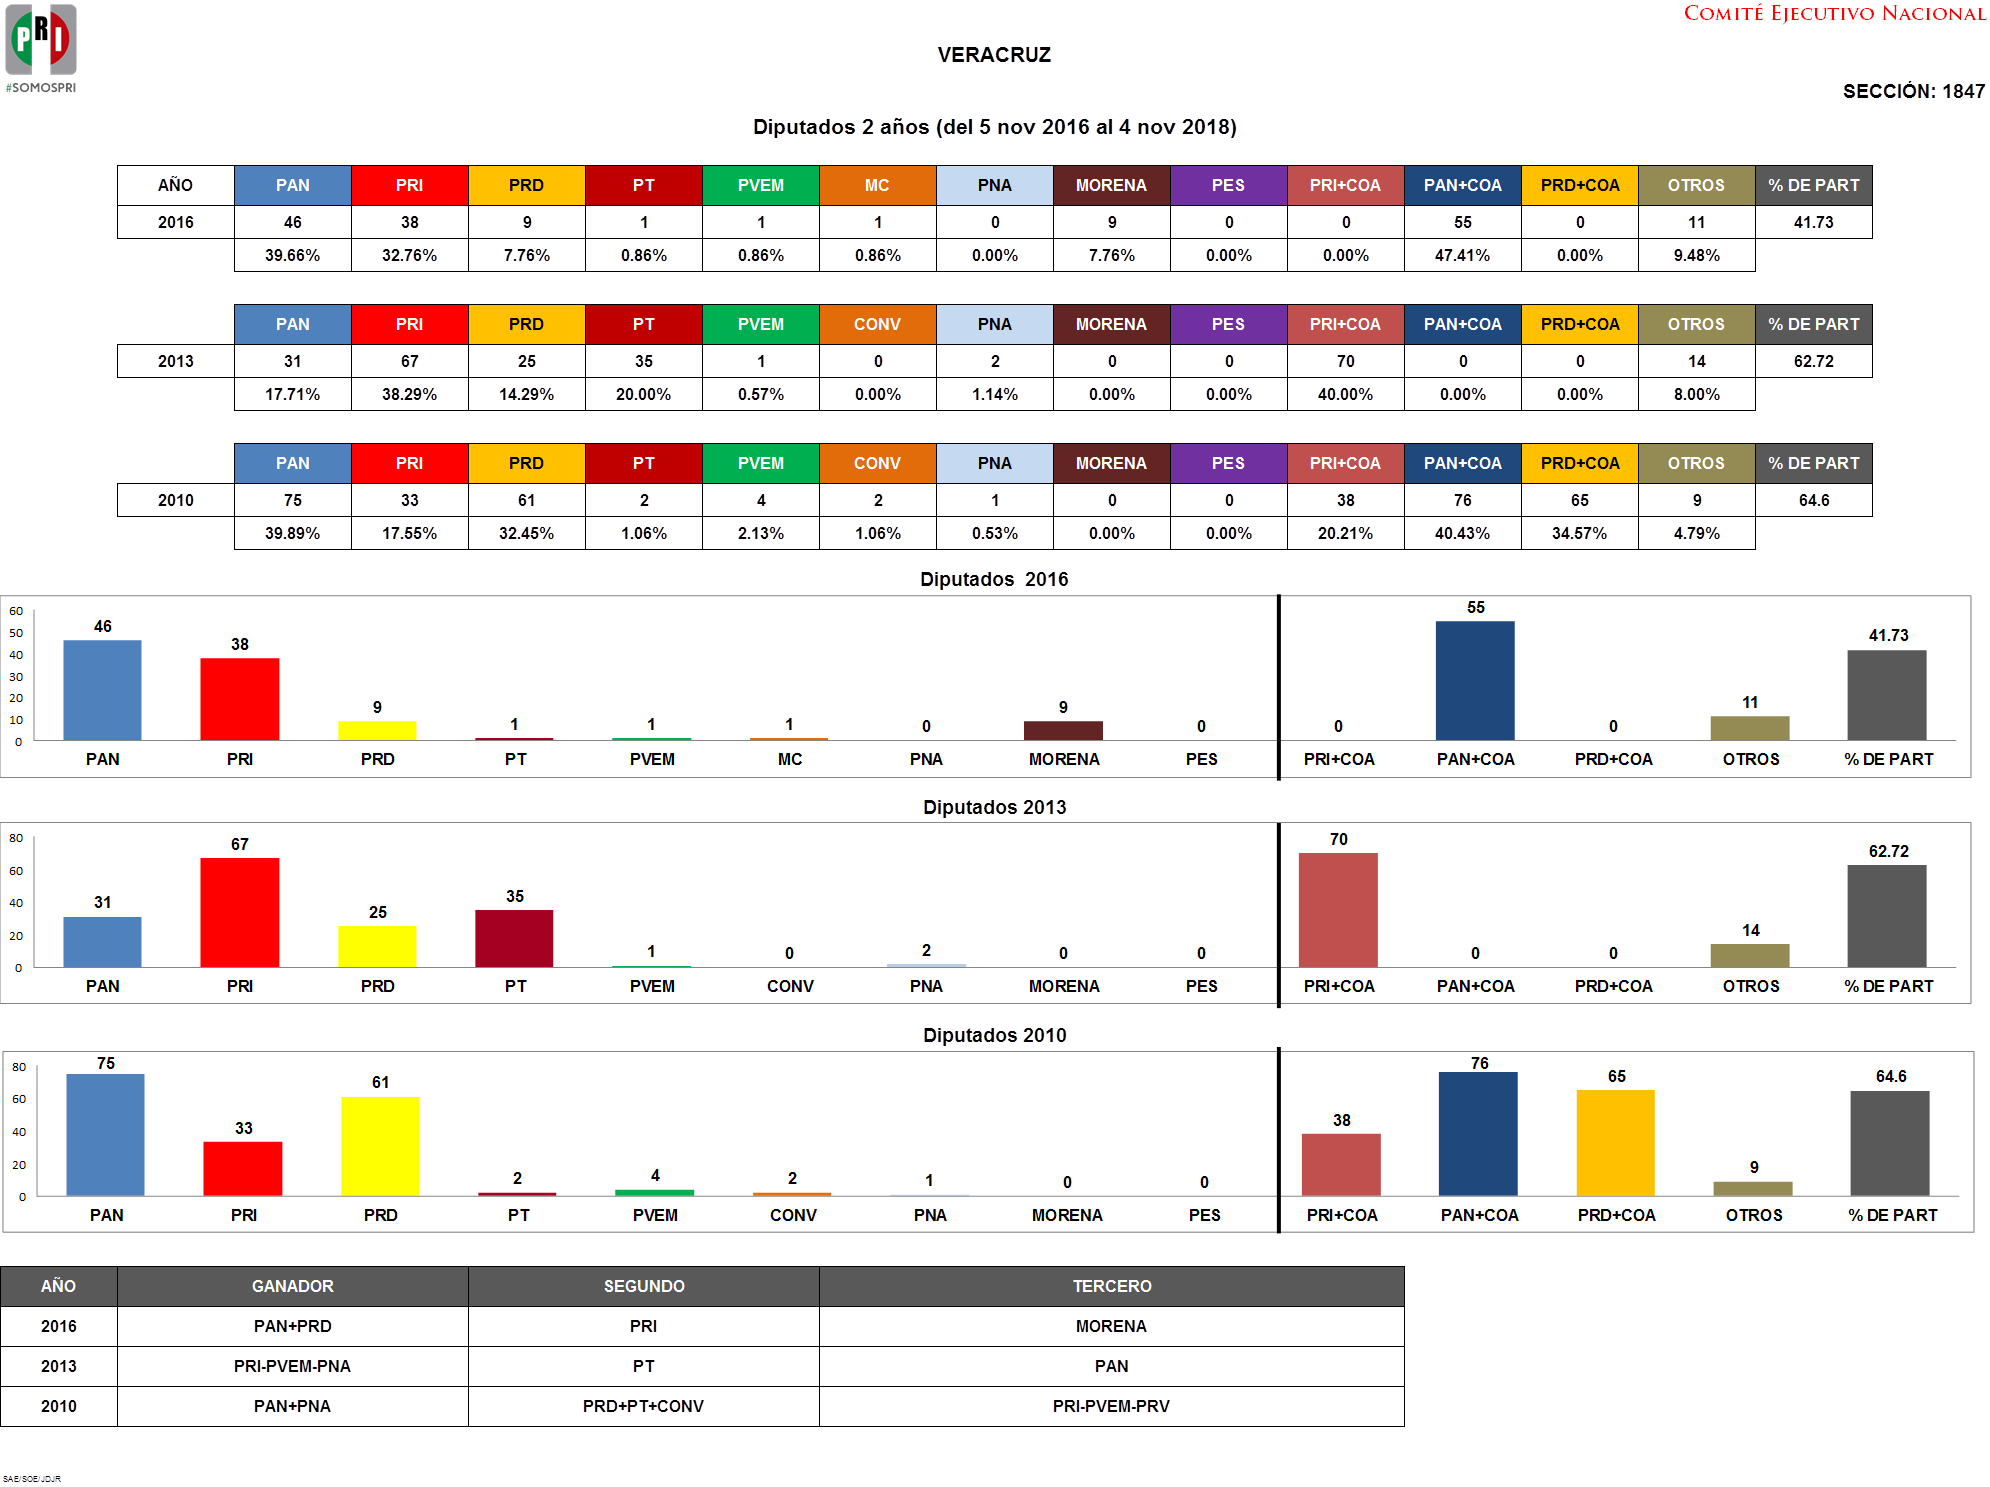 PRI
#SOMOSPRI
COMITÉ EJECUTIVO NACIONAL
VERACRUZ
SECCIÓN: 1847
Diputados 2 años (del 5 nov 2016 al 4 nov 2018)
AÑO PAN PRI PRD PT PVEM MC PNA MORENA PES PRI+COA PAN+COA PRD+COA OTROS % DE PART
2016 46 38 9 1 1 1 0 9 0 0 55 0 11 41.73
39.66% 32.76% 7.76% 0.86% 0.86% 0.86% 0.00% 7.76% 0.00% 0.00% 47.41% 0.00% 9.48%
PAN PRI PRD PT PVEM CONV PNA MORENA PES PRI+COA PAN+COA PRD+COA OTROS % DE PART
2013 31 67 25 35 1 0 2 0 0 70 0 0 14 62.72
17.71% 38.29% 14.29% 20.00% 0.57% 0.00% 1.14% 0.00% 0.00% 40.00% 0.00% 0.00% 8.00%
PAN PRI PRD PT PVEM CONV PNA MORENA PES PRI+COA PAN+COA PRD+COA OTROS % DE PART
2010 75 33 61 2 4 2 1 0 0 38 76 65 9 64.6
39.89% 17.55% 32.45% 1.06% 2.13% 1.06% 0.53% 0.00% 0.00% 20.21% 40.43% 34.57% 4.79%
Diputados 2016
60
50
40
30
20
10
0
46 38 9 1 1 1 0 9 0 0 55 0 11 41.73
PAN PRI PRD PT PVEM MC PNA MORENA PES PRI+COA PAN+COA PRD+COA OTROS % DE PART
Diputados 2013
80
60
40
20
0
31 67 25 35 1 0 2 0 0 70 0 0 14 62.72
PAN PRI PRD PT PVEM CONV PNA MORENA PES PRI+COA PAN+COA PRD+COA OTROS % DE PART
Diputados 2010
80
60
40
20
0
75 33 61 2 4 2 1 0 0 38 76 65 9 64.6
PAN PRI PRD PT PVEM CONV PNA MORENA PES PRI+COA PAN+COA PRD+COA OTROS % DE PART
AÑO GANADOR SEGUNDO TERCERO
2016 PAN+PRD PRI MORENA
2013 PRI-PVEM-PNA PT PAN
2010 PAN+PNA PRD+PT+CONV PRI-PVEM-PRV
SAE/SOE/JDJR